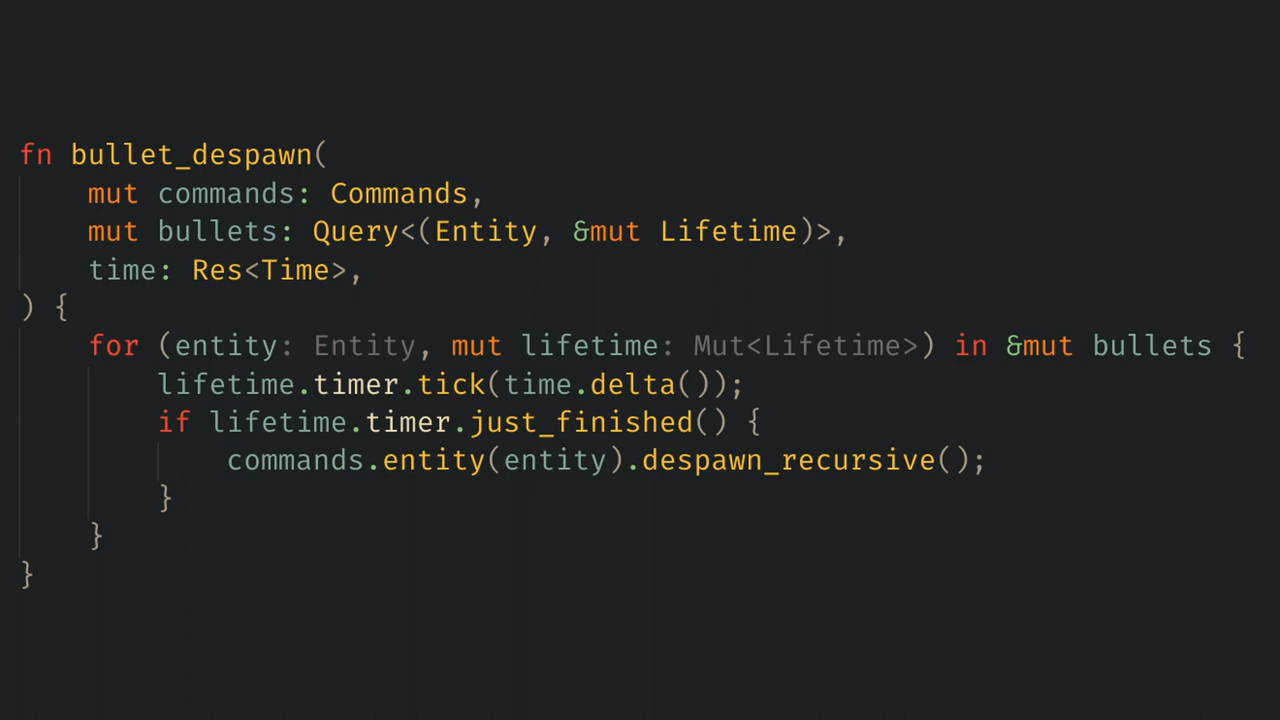 fn bullet_despawn(
    mut commands: Commands,
    mut bullets: Query<(Entity, &mut Lifetime)>,
    time: Res<Time>,
) {
    for (entity: Entity, mut lifetime: Mut<Lifetime>) in &mut bullets {
        lifetime.timer.tick(time.delta());
        if lifetime.timer.just_finished() {
            commands.entity(entity).despawn_recursive();
        }
    }
}